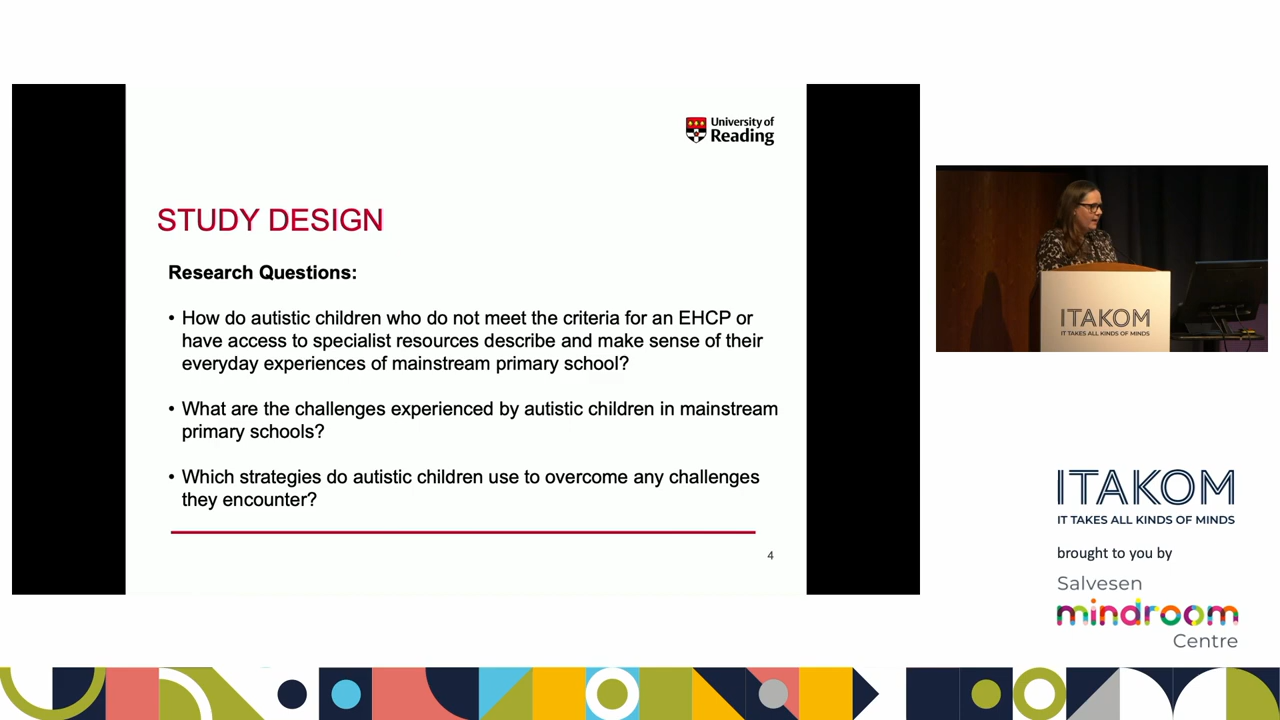 University of
Reading
STUDY DESIGN
Research Questions:
• How do autistic children who do not meet the criteria for an EHCP or
have access to specialist resources describe and make sense of their
everyday experiences of mainstream primary school?
• What are the challenges experienced by autistic children in mainstream
primary schools?
• Which strategies do autistic children use to overcome any challenges
they encounter?
4
ITAKOM
IT TAKES ALL KINDS OF MINDS
ITAKOM
IT TAKES ALL KINDS OF MINDS
brought to you by
Salvesen
mindroom
Centre